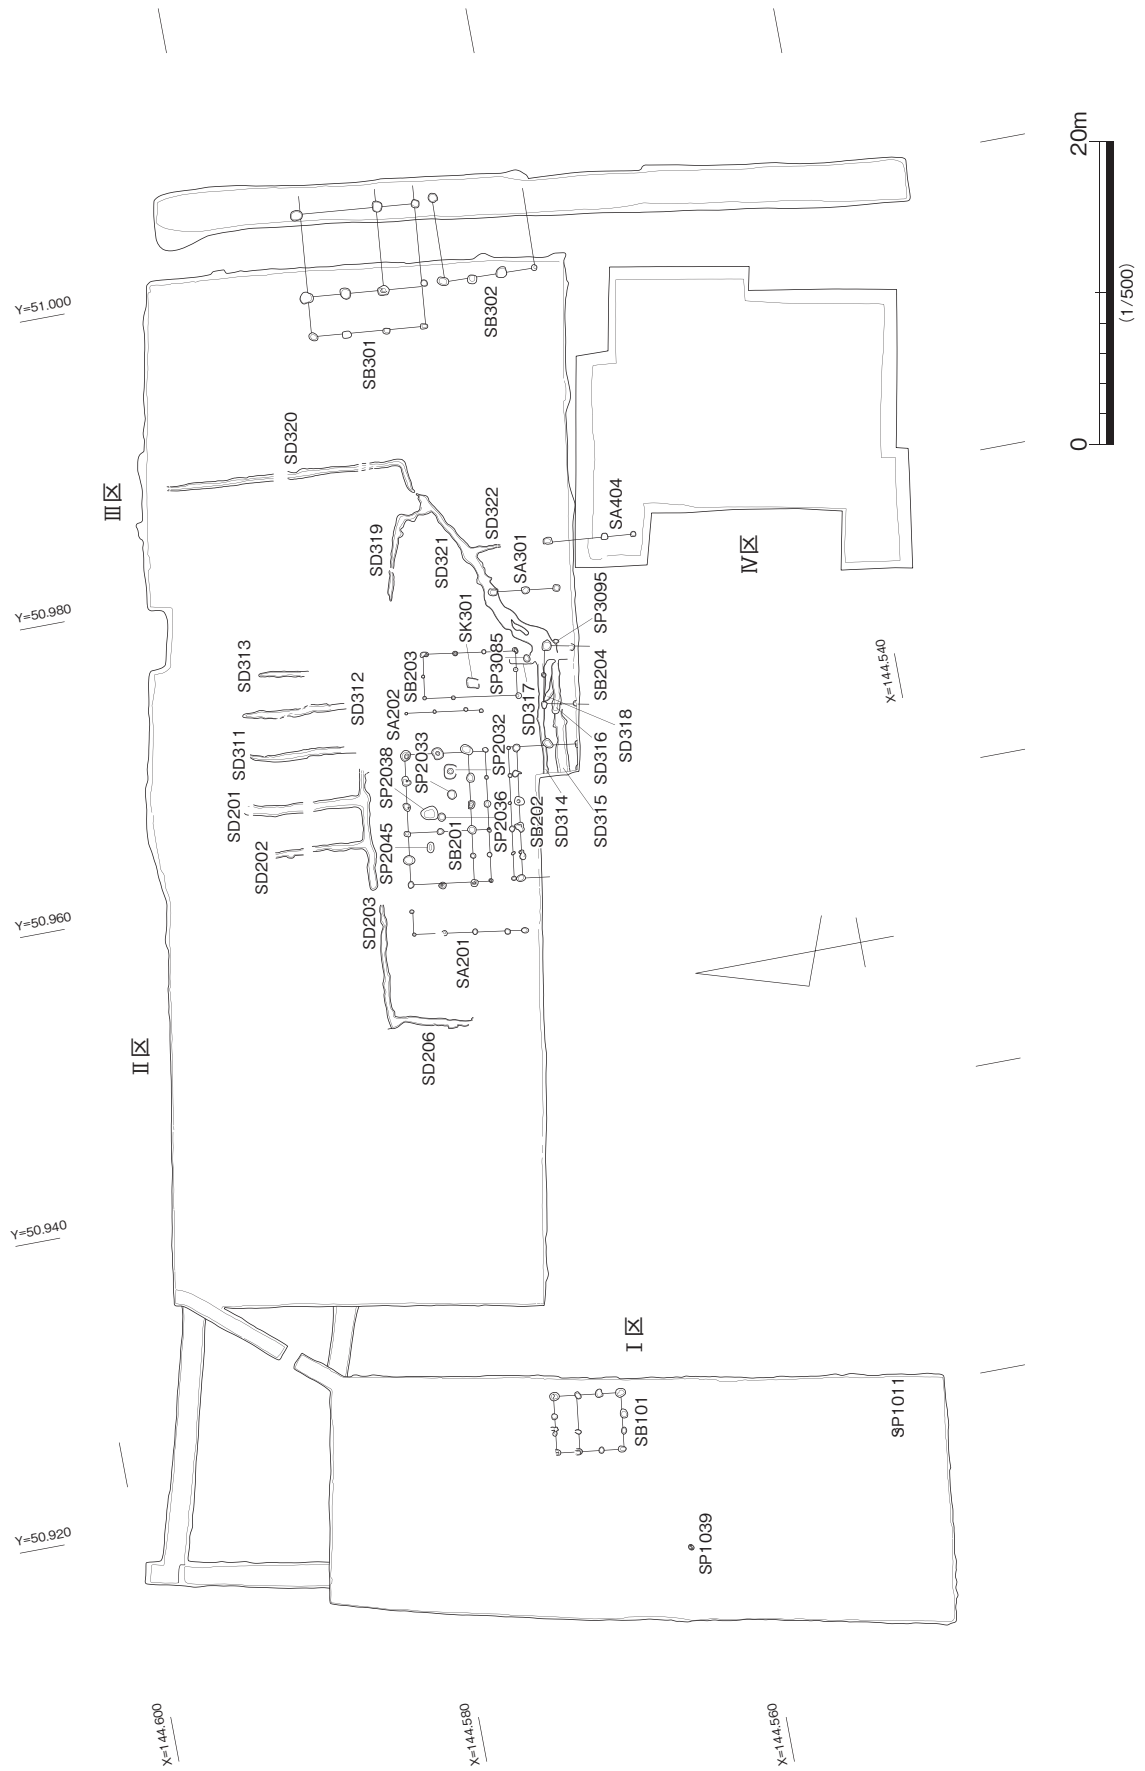 20m
0
(1/500)
Y=51.000
Y=50.980
Y=50.960
Y=50.940
Y=50.920
X=144.600
X=144.580
X=144.560
X=144.540
Ⅲ区
Ⅱ区
Ⅳ区
Ⅰ区
SB301
SB302
SD320
SD319
SD321
SD322
SA301
SA404
SK301
SP3095
SP3085
SB203
SB204
SD313
SD312
SD311
SA202
SD317
SD318
SD316
SP2032
SP2033
SP2038
SD201
SD202
SP2045
SB201
SP2036
SB202
SD314
SD315
SD203
SA201
SD206
SB101
SP1011
SP1039